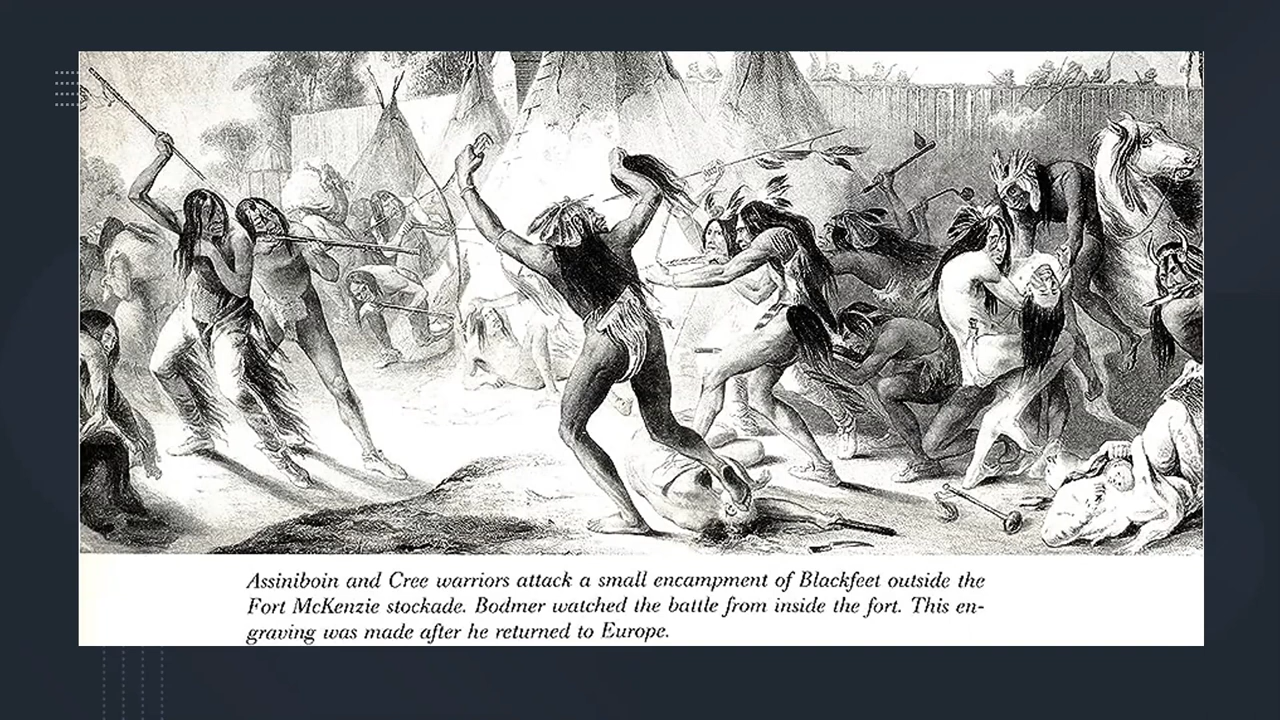 Assiniboin and Cree warriors attack a small encampment of Blackfeet outside the
Fort McKenzie stockade. Bodmer watched the battle from inside the fort. This en-
graving was made after he returned to Europe.